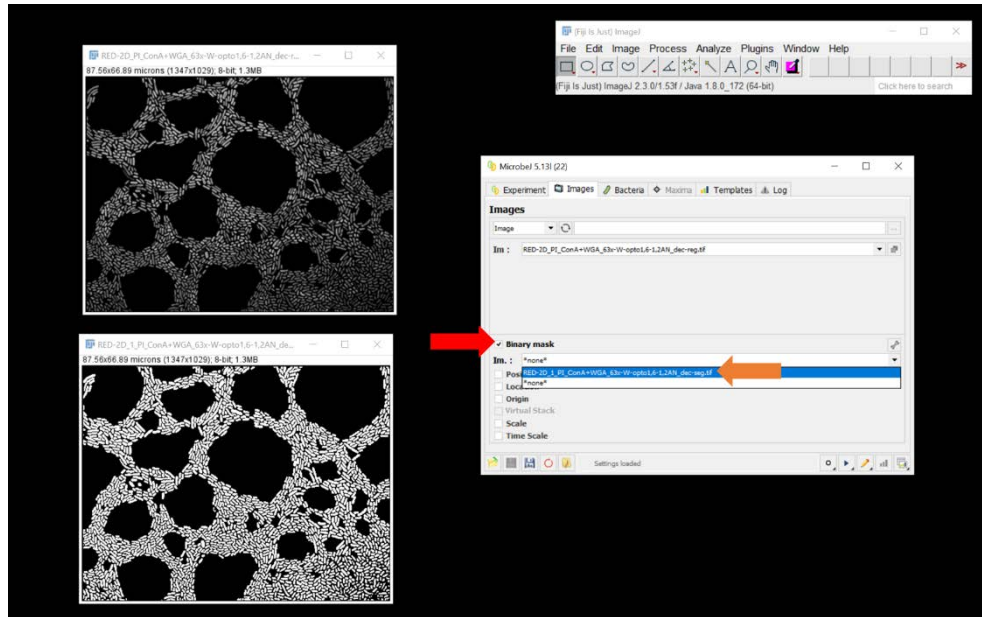 RED-2D_PI_ConA+WGA_63x-W-opto1,6-1,2AN_dec-r...
87.56x66.89 microns (1347x1029); 8-bit; 1.3MB
(Fiji Is Just) ImageJ
File Edit Image Process Analyze Plugins Window Help
(Fiji Is Just) ImageJ 2.3.0/1.53f / Java 1.8.0_172 (64-bit)
Click here to search
MicrobeJ 5.13l (22)
Experiment Images Bacteria Maxima Templates Log
Images
Image
Im : RED-2D_PI_ConA+WGA_63x-W-opto1,6-1,2AN_dec-reg.tif
Binary mask
Im. : *none*
RED-2D_1_PI_ConA+WGA_63x-W-opto1,6-1,2AN_dec-seg.tif
*none*
Origin
Virtual Stack
Scale
Time Scale
Settings loaded
RED-2D_1_PI_ConA+WGA_63x-W-opto1,6-1,2AN_de...
87.56x66.89 microns (1347x1029); 8-bit; 1.3MB